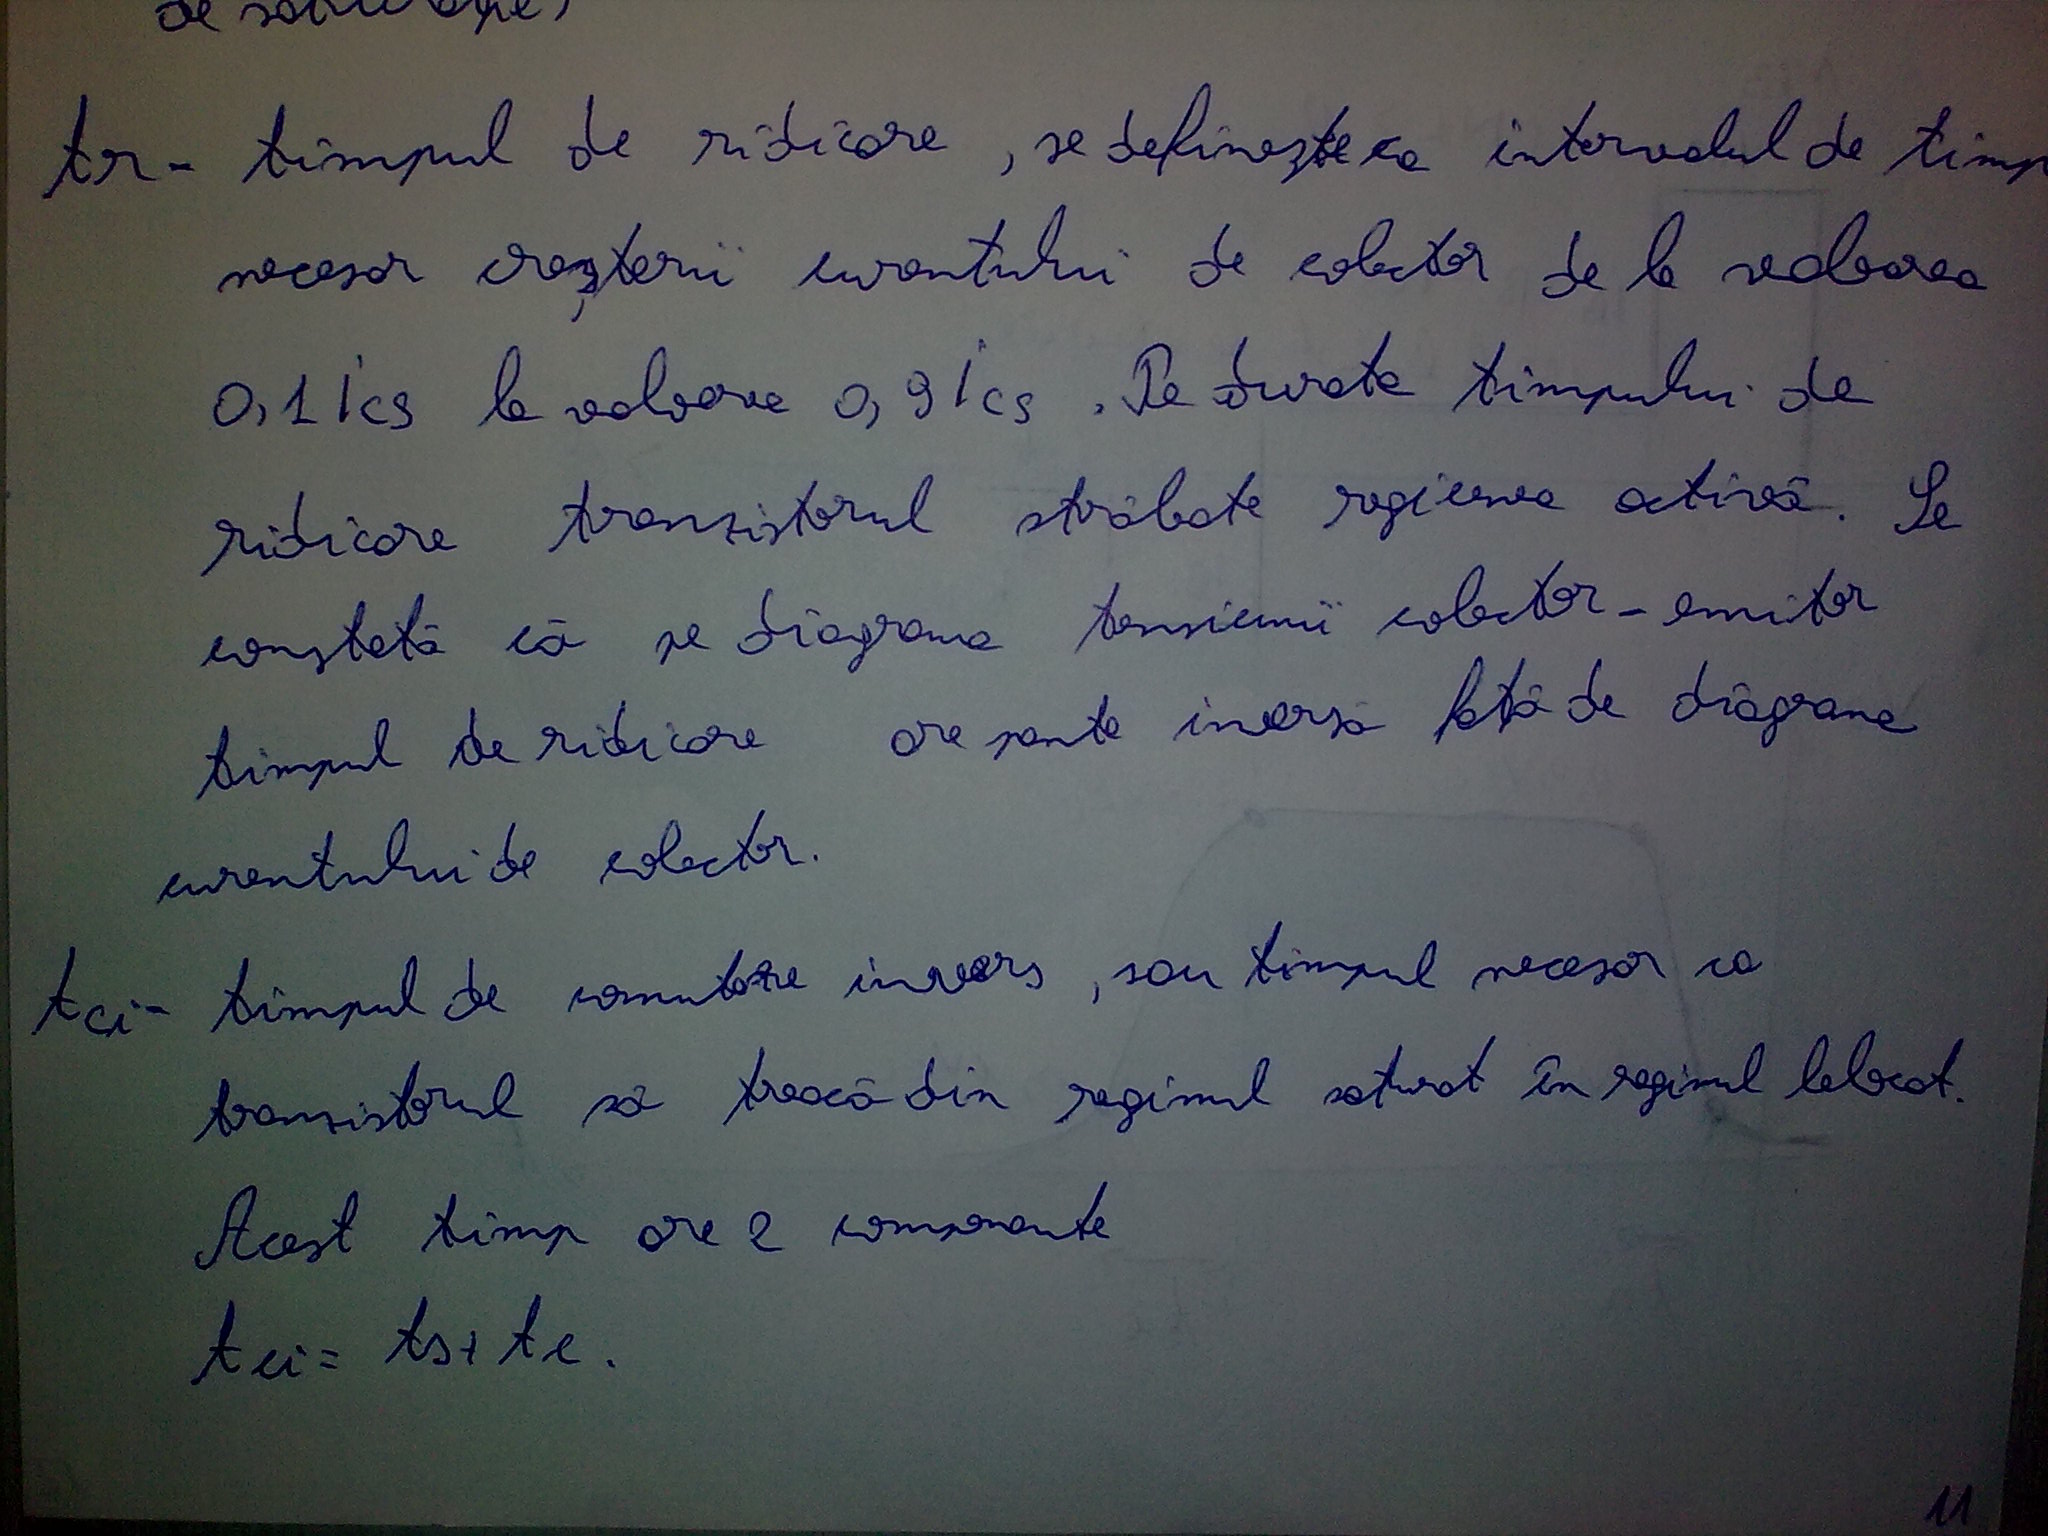 de saturație)
tr - timpul de ridicare, se definește ca intervalul de timp
necesar creșterii curentului de colector de la valoarea
0,1 ics la valoare 0,9 ics. Pe durata timpului de
ridicare tranzistorul străbate regiunea activă. Se
constată că pe diagrama tensiunii colector-emitor
timpul de ridicare are pante inversă fată de diagrama
curentului de colector.
tci - timpul de comutare invers, sau timpul necesar ca
tranzistorul să treacă din regimul saturat în regimul blocat.
Acest timp are 2 componente
tci = ts + tc.
11